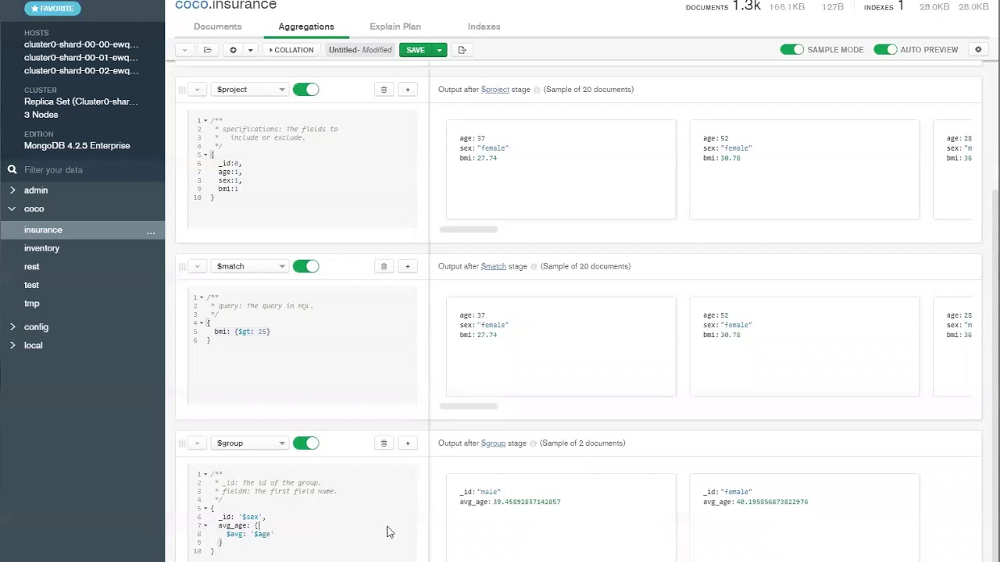 FAVORITE
HOSTS
cluster0-shard-00-00-ewq...
cluster0-shard-00-01-ewq...
cluster0-shard-00-02-ewq...
CLUSTER
Replica Set (Cluster0-shar...
3 Nodes
EDITION
MongoDB 4.2.5 Enterprise
Filter your data
admin
coco
insurance ...
inventory
rest
test
tmp
config
local
coco.insurance
DOCUMENTS 1.3k 166.1KB 127B INDEXES 1 28.0KB 28.0KB
Documents Aggregations Explain Plan Indexes
COLLATION Untitled- Modified SAVE SAMPLE MODE AUTO PREVIEW
$project
1 /**
2 * specifications: The fields to
3 * include or exclude.
4 */
5 {
6 _id:0,
7 age:1,
8 sex:1,
9 bmi:1
10 }
Output after $project stage (Sample of 20 documents)
age: 37
sex: "female"
bmi: 27.74
age: 52
sex: "female"
bmi: 30.78
age: 28
sex: "m
bmi: 36
$match
1 /**
2 * query: The query in MQL.
3 */
4 {
5 bmi: {$gt: 25}
6 }
Output after $match stage (Sample of 20 documents)
age: 37
sex: "female"
bmi: 27.74
age: 52
sex: "female"
bmi: 30.78
age: 28
sex: "m
bmi: 36
$group
1 /**
2 * _id: The id of the group.
3 * fieldN: The first field name.
4 */
5 {
6 _id: '$sex',
7 avg_age: {
8 $avg: '$age'
9 }
10 }
Output after $group stage (Sample of 2 documents)
_id: "male"
avg_age: 39.45892857142857
_id: "female"
avg_age: 40.195856873822976